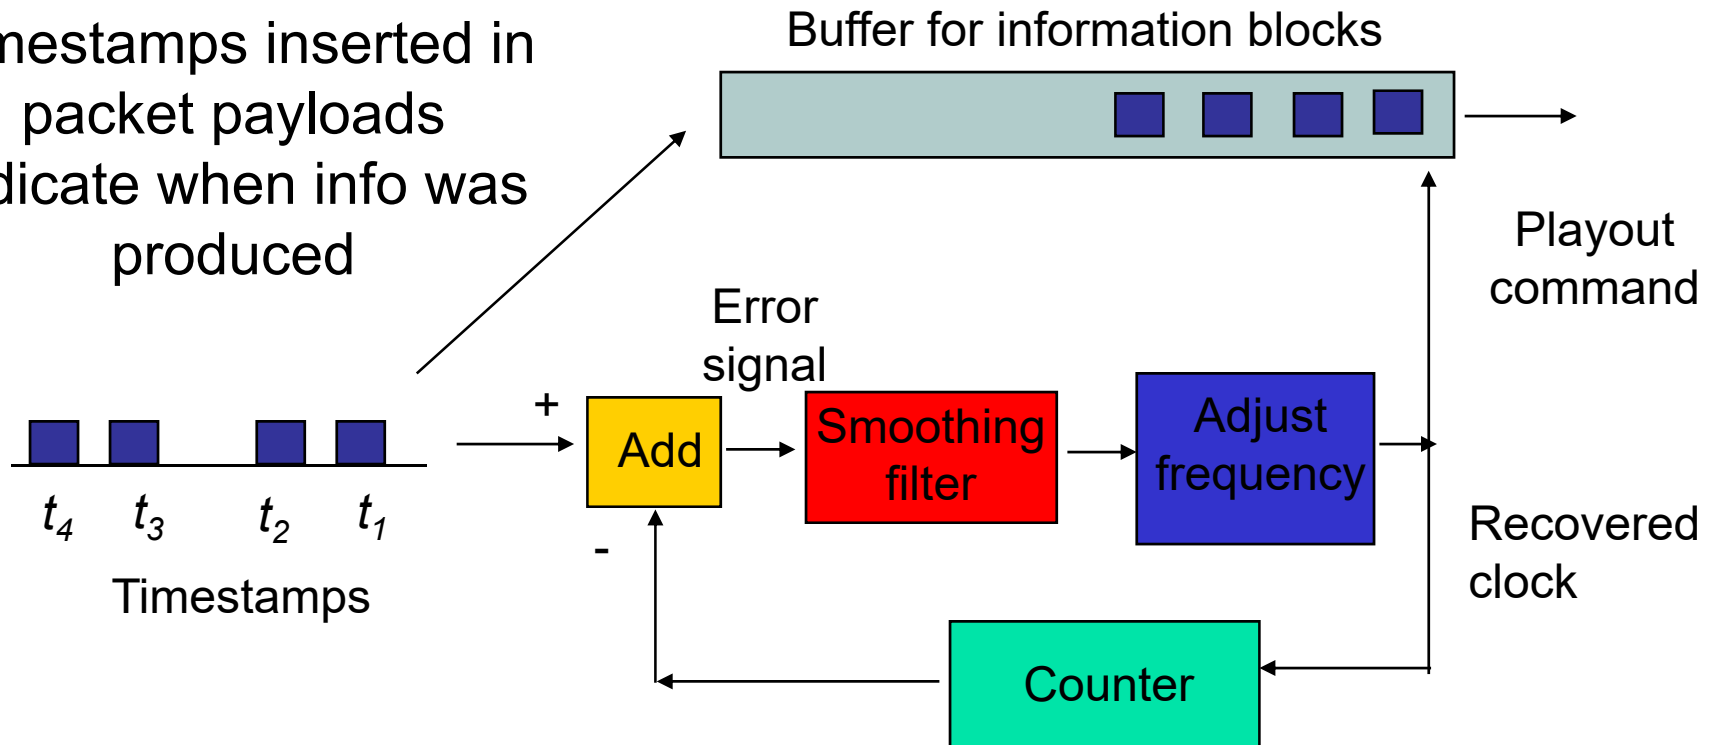 mestamps inserted in
packet payloads
dicate when info was
produced
Buffer for information blocks
Playout
command
Error
signal
+
Add
Smoothing
filter
Adjust
frequency
-
t4 t3 t2 t1
Timestamps
Recovered
clock
Counter